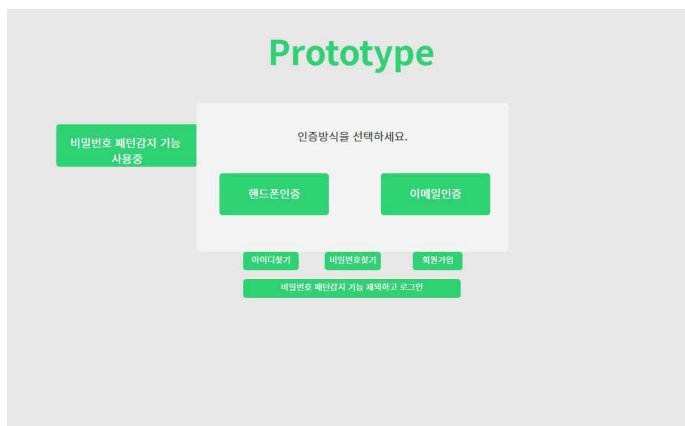 Prototype
비밀번호 패턴감지 기능
사용중
인증방식을 선택하세요.
핸드폰인증
이메일인증
아이디찾기
비밀번호찾기
회원가입
비밀번호 패턴감지 기능 제외하고 로그인